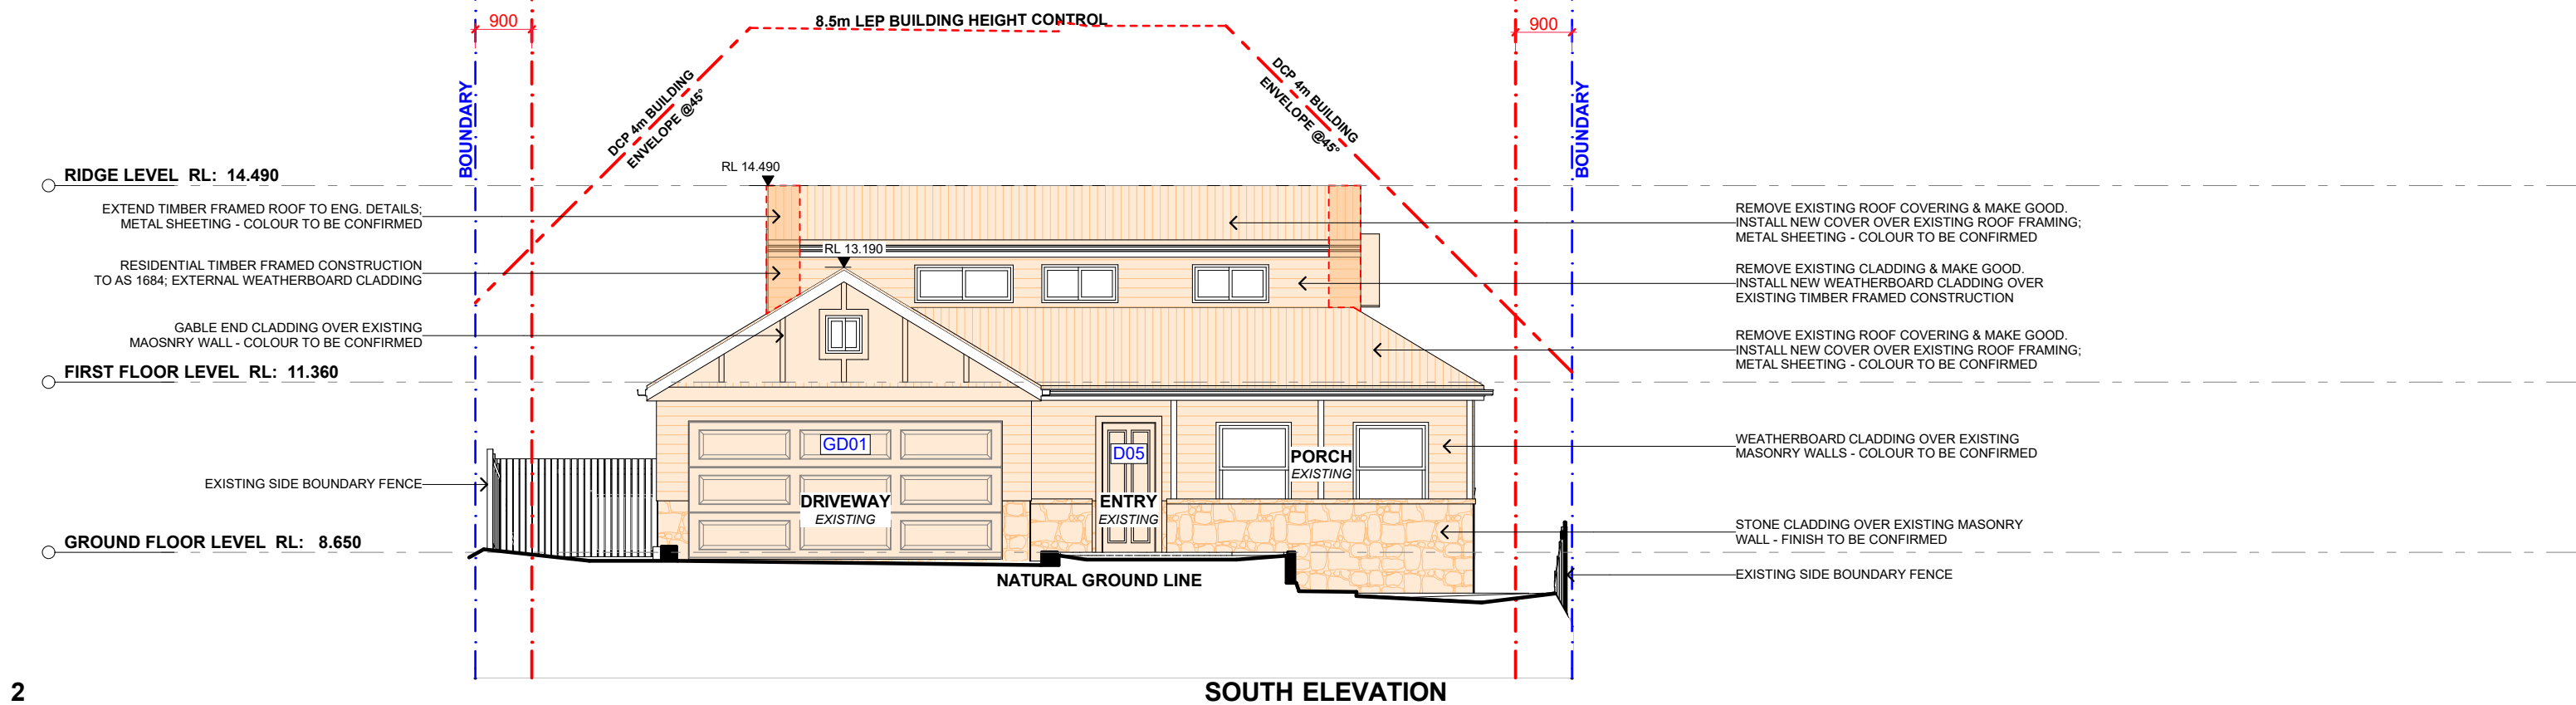 900
8.5m LEP BUILDING HEIGHT CONTROL
900
BOUNDARY
DCP 4m BUILDING
ENVELOPE @45°
DCP 4m BUILDING
ENVELOPE @45°
BOUNDARY
RIDGE LEVEL RL: 14.490
RL 14.490
EXTEND TIMBER FRAMED ROOF TO ENG. DETAILS;
METAL SHEETING - COLOUR TO BE CONFIRMED
RESIDENTIAL TIMBER FRAMED CONSTRUCTION
TO AS 1684; EXTERNAL WEATHERBOARD CLADDING
GABLE END CLADDING OVER EXISTING
MAOSNRY WALL - COLOUR TO BE CONFIRMED
FIRST FLOOR LEVEL RL: 11.360
EXISTING SIDE BOUNDARY FENCE
GROUND FLOOR LEVEL RL: 8.650
RL 13.190
GD01
DRIVEWAY
EXISTING
D05
ENTRY
EXISTING
PORCH
EXISTING
NATURAL GROUND LINE
REMOVE EXISTING ROOF COVERING & MAKE GOOD.
INSTALL NEW COVER OVER EXISTING ROOF FRAMING;
METAL SHEETING - COLOUR TO BE CONFIRMED
REMOVE EXISTING CLADDING & MAKE GOOD.
INSTALL NEW WEATHERBOARD CLADDING OVER
EXISTING TIMBER FRAMED CONSTRUCTION
REMOVE EXISTING ROOF COVERING & MAKE GOOD.
INSTALL NEW COVER OVER EXISTING ROOF FRAMING;
METAL SHEETING - COLOUR TO BE CONFIRMED
WEATHERBOARD CLADDING OVER EXISTING
MASONRY WALLS - COLOUR TO BE CONFIRMED
STONE CLADDING OVER EXISTING MASONRY
WALL - FINISH TO BE CONFIRMED
EXISTING SIDE BOUNDARY FENCE
2
SOUTH ELEVATION